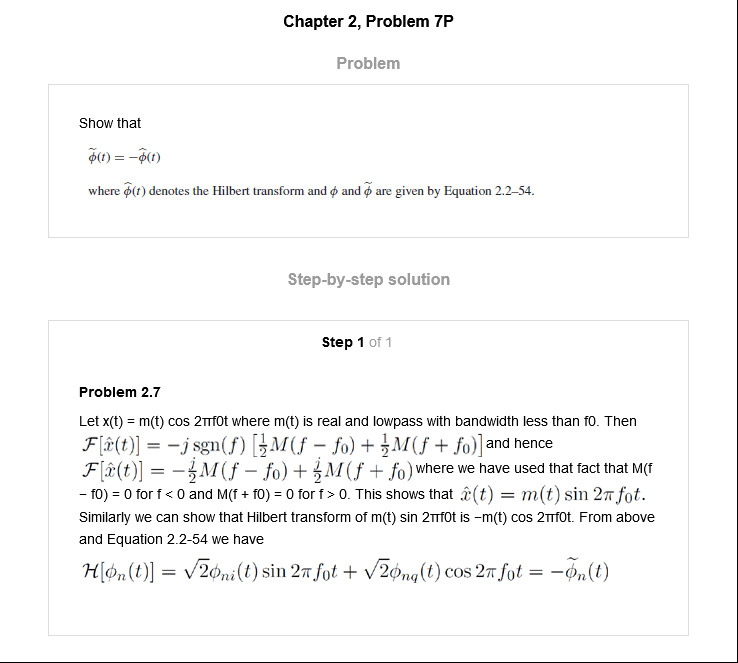 Chapter 2, Problem 7P
Problem
Show that
$\widetilde{\phi}(t) = -\widehat{\phi}(t)$
where $\widehat{\phi}(t)$ denotes the Hilbert transform and $\phi$ and $\widetilde{\phi}$ are given by Equation 2.2–54.
Step-by-step solution
Step 1 of 1
Problem 2.7
Let x(t) = m(t) cos 2πf0t where m(t) is real and lowpass with bandwidth less than f0. Then
$\mathcal{F}[\hat{x}(t)] = -j\,\mathrm{sgn}(f)\left[\frac{1}{2}M(f - f_0) + \frac{1}{2}M(f + f_0)\right]$ and hence
$\mathcal{F}[\hat{x}(t)] = -\frac{j}{2}M(f - f_0) + \frac{j}{2}M(f + f_0)$ where we have used that fact that M(f
− f0) = 0 for f < 0 and M(f + f0) = 0 for f > 0. This shows that $\hat{x}(t) = m(t)\sin 2\pi f_0 t.$
Similarly we can show that Hilbert transform of m(t) sin 2πf0t is −m(t) cos 2πf0t. From above
and Equation 2.2-54 we have
$\mathcal{H}[\phi_n(t)] = \sqrt{2}\phi_{ni}(t)\sin 2\pi f_0 t + \sqrt{2}\phi_{nq}(t)\cos 2\pi f_0 t = -\widetilde{\phi}_n(t)$